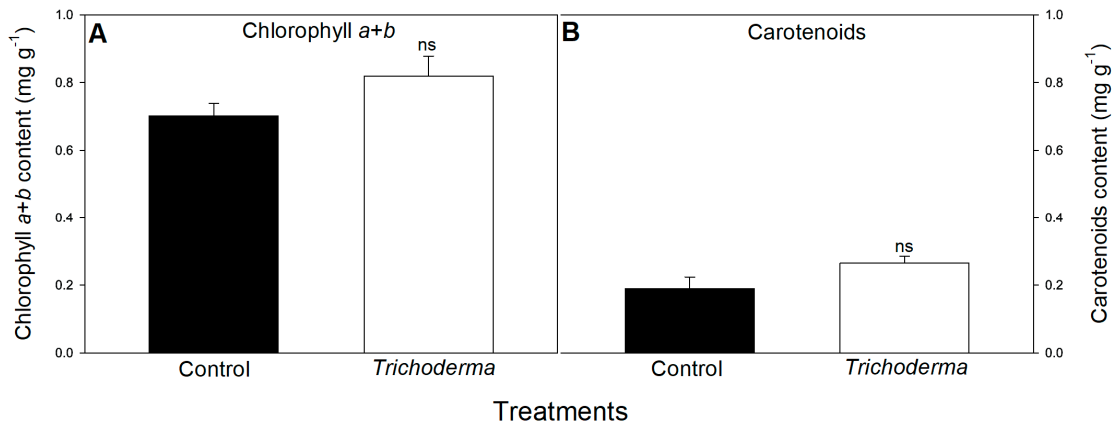 A
Chlorophyll a+b
ns
1.0
0.8
0.6
0.4
0.2
0.0
Chlorophyll a+b content (mg g⁻¹)
Control
Trichoderma
B
Carotenoids
ns
1.0
0.8
0.6
0.4
0.2
0.0
Carotenoids content (mg g⁻¹)
Control
Trichoderma
Treatments